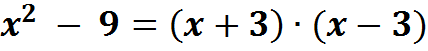 x² − 9 = (x + 3) · (x − 3)